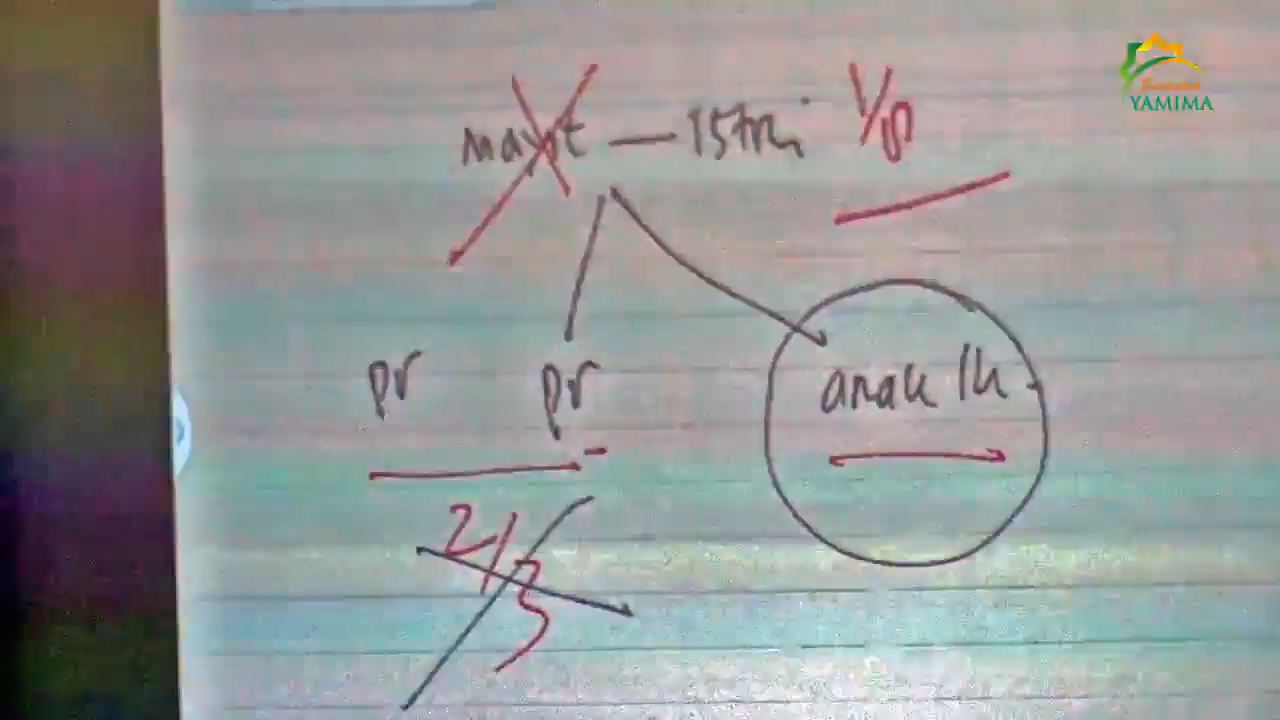 mayit — istri 1/8
pr pr anak lk
2/3
YAMIMA